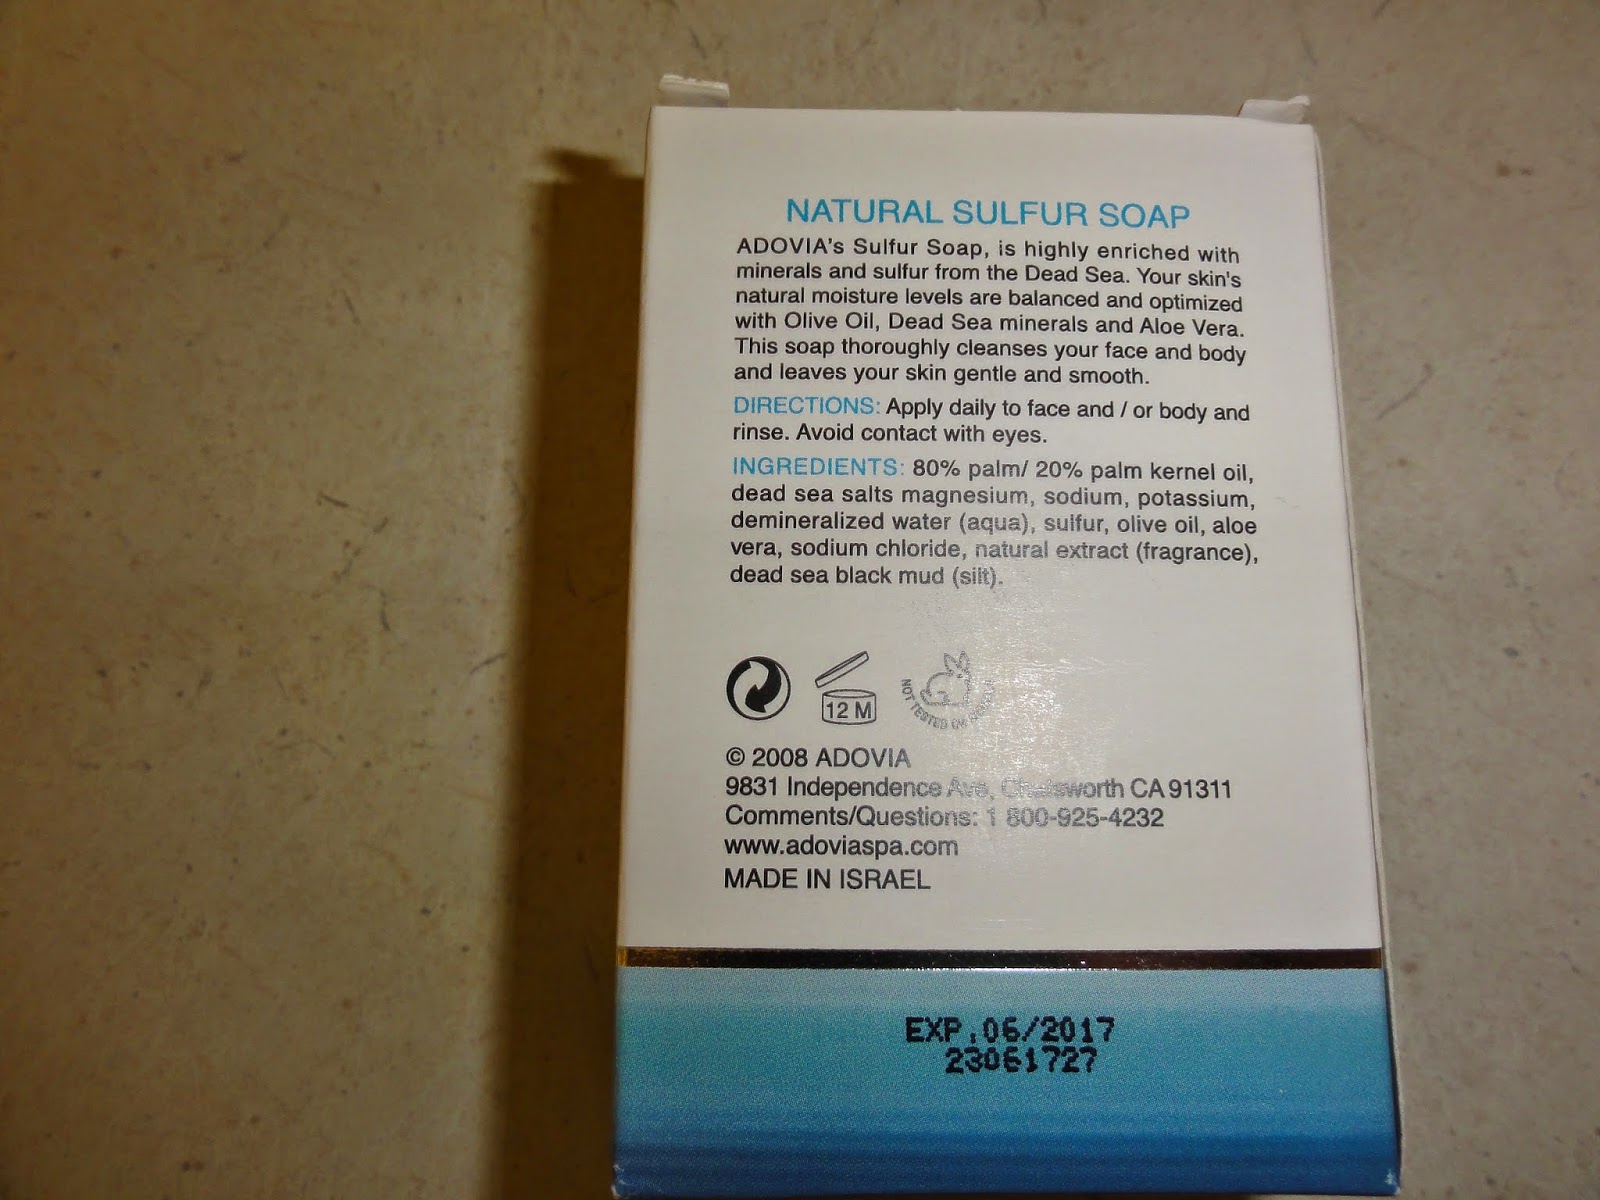 NATURAL SULFUR SOAP
ADOVIA's Sulfur Soap, is highly enriched with
minerals and sulfur from the Dead Sea. Your skin's
natural moisture levels are balanced and optimized
with Olive Oil, Dead Sea minerals and Aloe Vera.
This soap thoroughly cleanses your face and body
and leaves your skin gentle and smooth.
DIRECTIONS: Apply daily to face and / or body and
rinse. Avoid contact with eyes.
INGREDIENTS: 80% palm/ 20% palm kernel oil,
dead sea salts magnesium, sodium, potassium,
demineralized water (aqua), sulfur, olive oil, aloe
vera, sodium chloride, natural extract (fragrance),
dead sea black mud (silt).
12 M
NOT TESTED ON
© 2008 ADOVIA
9831 Independence Ave, Chatsworth CA 91311
Comments/Questions: 1 800-925-4232
www.adoviaspa.com
MADE IN ISRAEL
EXP.06/2017
23061727